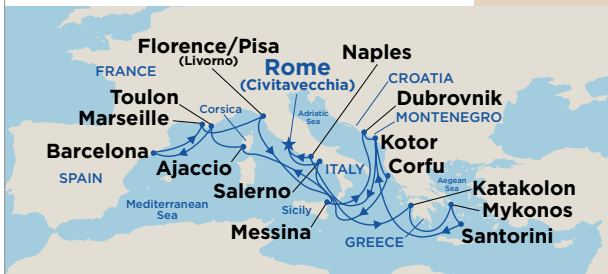 Florence/Pisa
(Livorno)
Naples
Rome
(Civitavecchia)
FRANCE
CROATIA
Toulon
Marseille
Corsica
Adriatic
Sea
Dubrovnik
MONTENEGRO
Barcelona
Ajaccio
Kotor
Corfu
ITALY
SPAIN
Salerno
Aegean
Sea
Katakolon
Mykonos
Mediterranean
Sea
Sicily
Messina
GREECE
Santorini